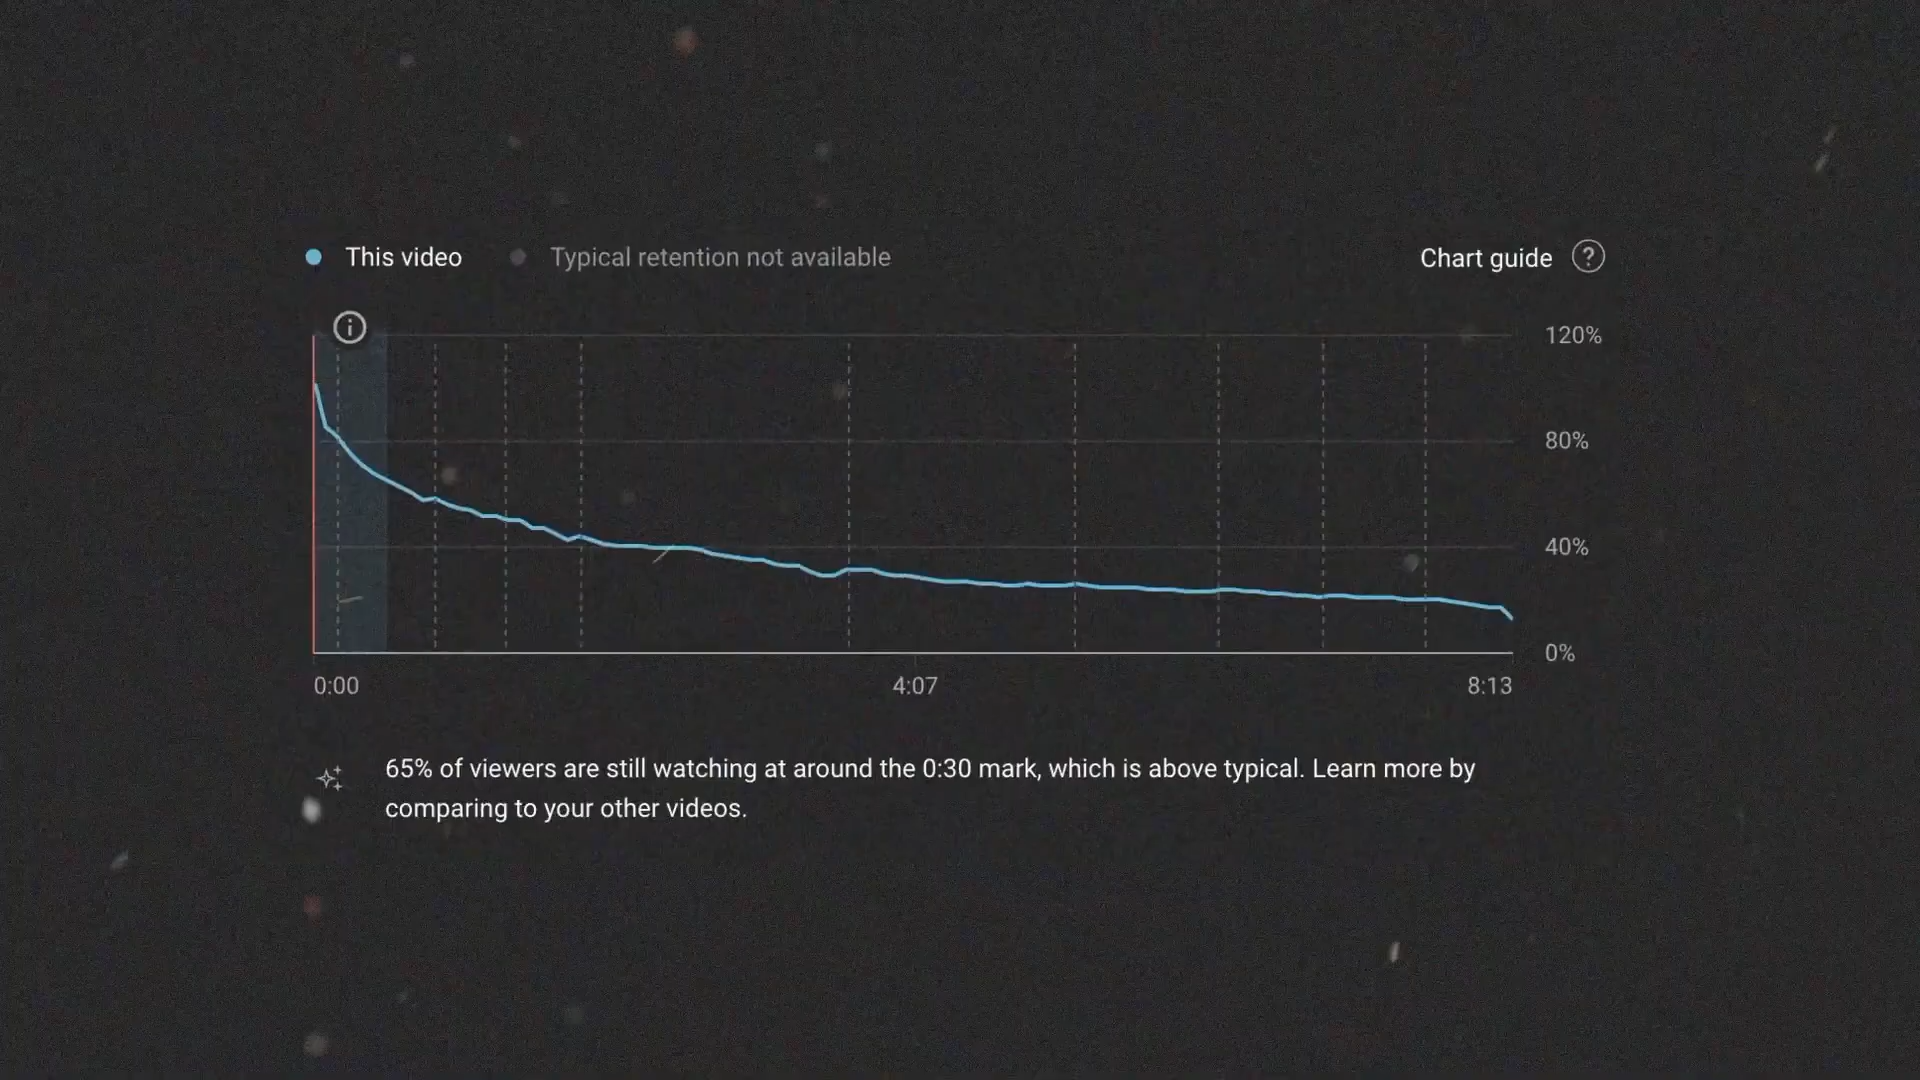 This video
Typical retention not available
Chart guide ?
i
120%
80%
40%
0%
0:00
4:07
8:13
65% of viewers are still watching at around the 0:30 mark, which is above typical. Learn more by
comparing to your other videos.